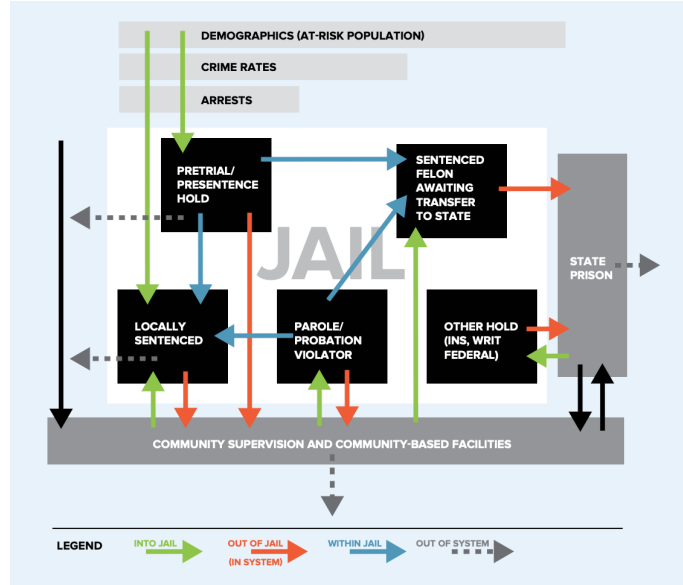 DEMOGRAPHICS (AT-RISK POPULATION)
CRIME RATES
ARRESTS
PRETRIAL/
PRESENTENCE
HOLD
SENTENCED
FELON
AWAITING
TRANSFER
TO STATE
JAIL
STATE
PRISON
LOCALLY
SENTENCED
PAROLE/
PROBATION
VIOLATOR
OTHER HOLD
(INS, WRIT
FEDERAL)
COMMUNITY SUPERVISION AND COMMUNITY-BASED FACILITIES
LEGEND
INTO JAIL
OUT OF JAIL
(IN SYSTEM)
WITHIN JAIL
OUT OF SYSTEM